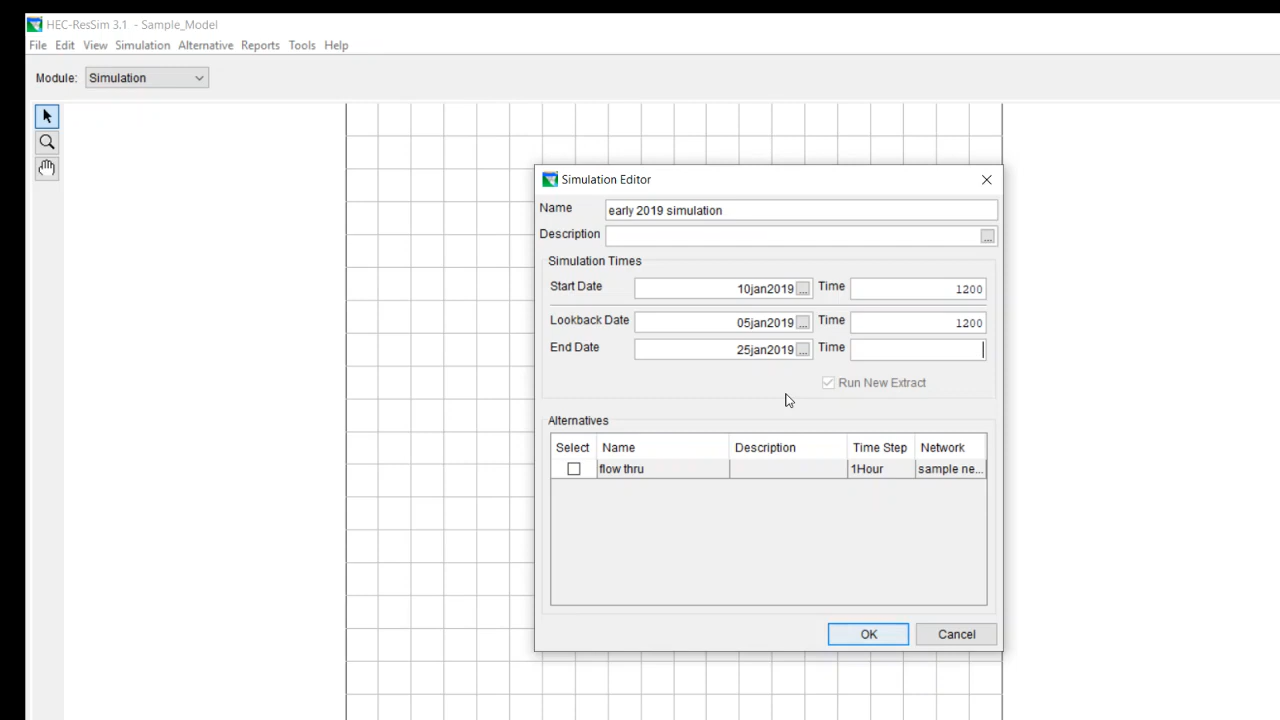 HEC-ResSim 3.1 - Sample_Model
File Edit View Simulation Alternative Reports Tools Help
Module: Simulation
Simulation Editor
Name early 2019 simulation
Description ...
Simulation Times
Start Date 10jan2019 ... Time 1200
Lookback Date 05jan2019 ... Time 1200
End Date 25jan2019 ... Time
Run New Extract
Alternatives
Select Name Description Time Step Network
flow thru 1Hour sample ne...
OK Cancel